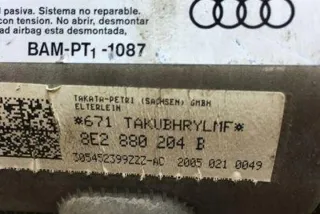 l pasiva. Sistema no reparable.
con tension. No abrir, desmontar
ad airbag esta desmontada,
BAM-PT1-1087
TAKATA-PETRI (SACHSEN) GMBH
ELTERLEIN
*671 TAKUBHRYLMF*
8E2 880 204 B
305452399ZZZ-AC 2005 021 0049